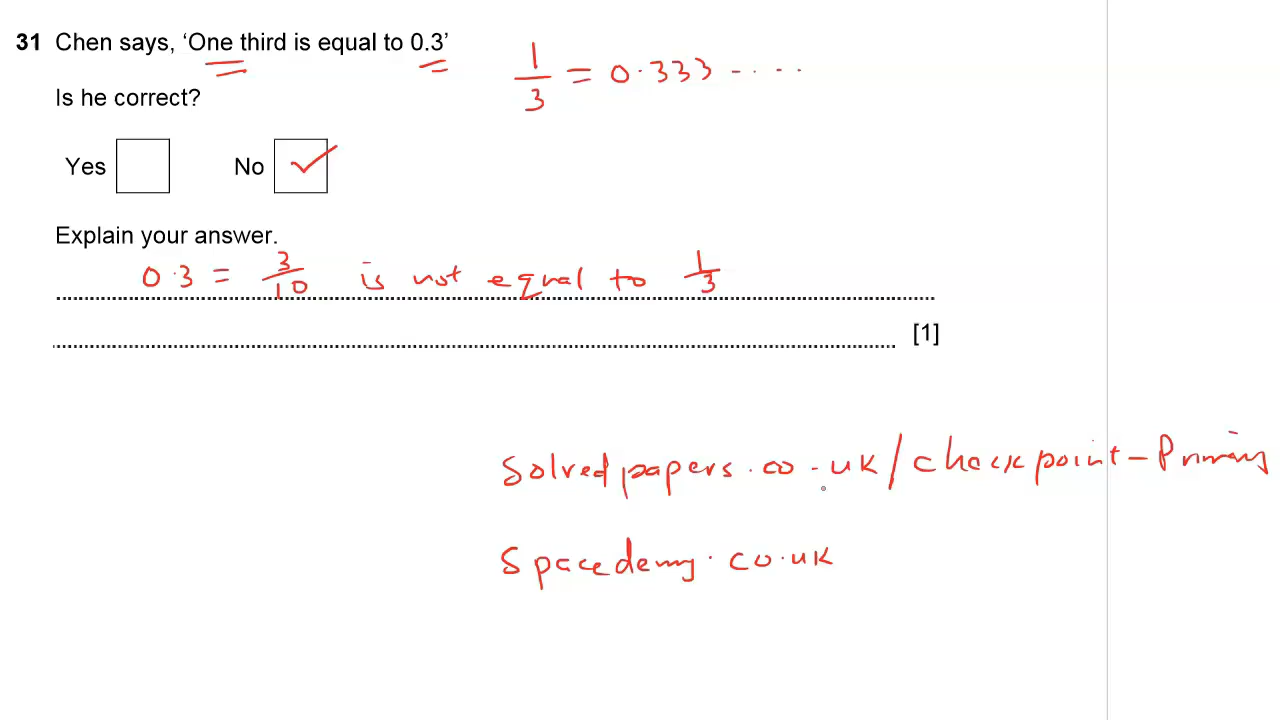 31 Chen says, ‘One third is equal to 0.3’
1/3 = 0.333 - . . . .
Is he correct?
Yes No ✓
Explain your answer.
0.3 = 3/10 is not equal to 1/3
[1]
Solvedpapers.co.uk/checkpoint-Primary
Spacedemy.co.uk